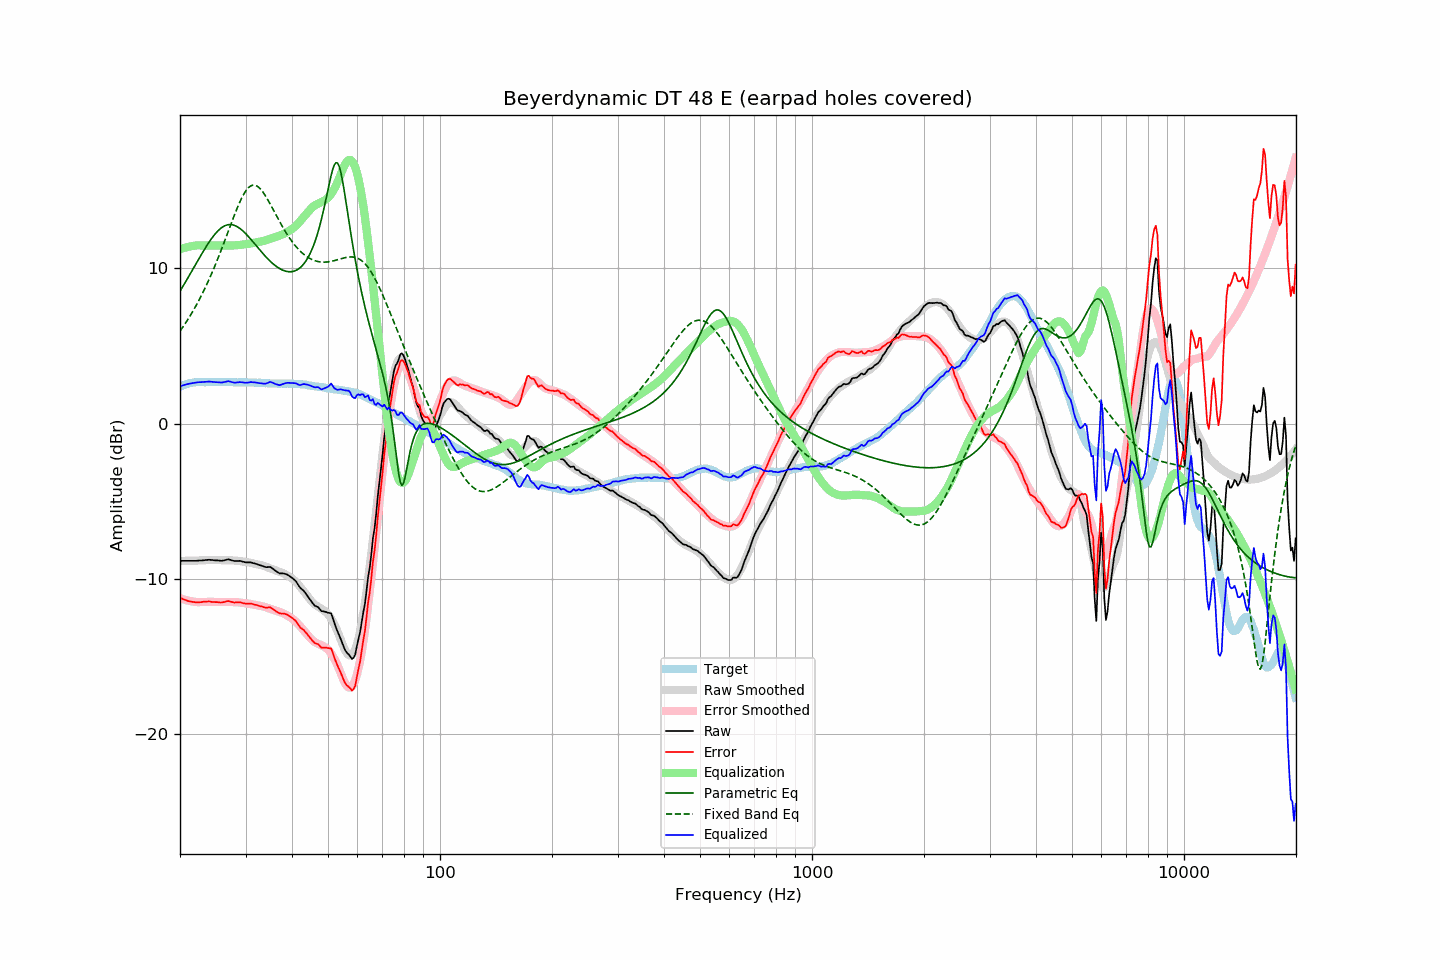 Beyerdynamic DT 48 E (earpad holes covered)
10
0
−10
−20
Amplitude (dBr)
Target
Raw Smoothed
Error Smoothed
Raw
Error
Equalization
Parametric Eq
Fixed Band Eq
Equalized
100
1000
10000
Frequency (Hz)